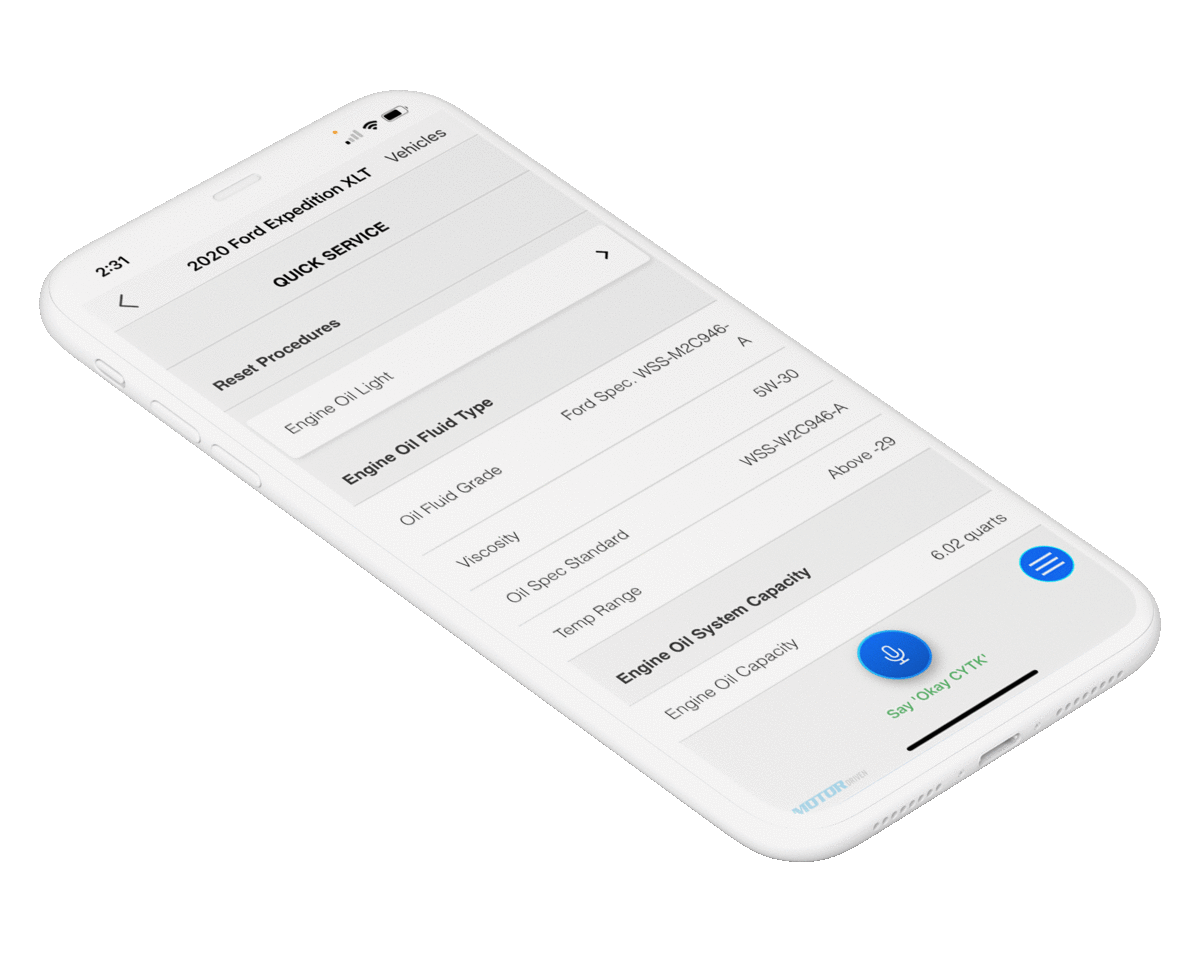 2:31
2020 Ford Expedition XLT
Vehicles
QUICK SERVICE
Reset Procedures
Engine Oil Light
Engine Oil Fluid Type
Oil Fluid Grade
Ford Spec. WSS-M2C946-
A
Viscosity
5W-30
Oil Spec Standard
WSS-W2C946-A
Temp Range
Above -29
Engine Oil System Capacity
Engine Oil Capacity
6.02 quarts
Say 'Okay CYTK'
MOTOR DRIVEN